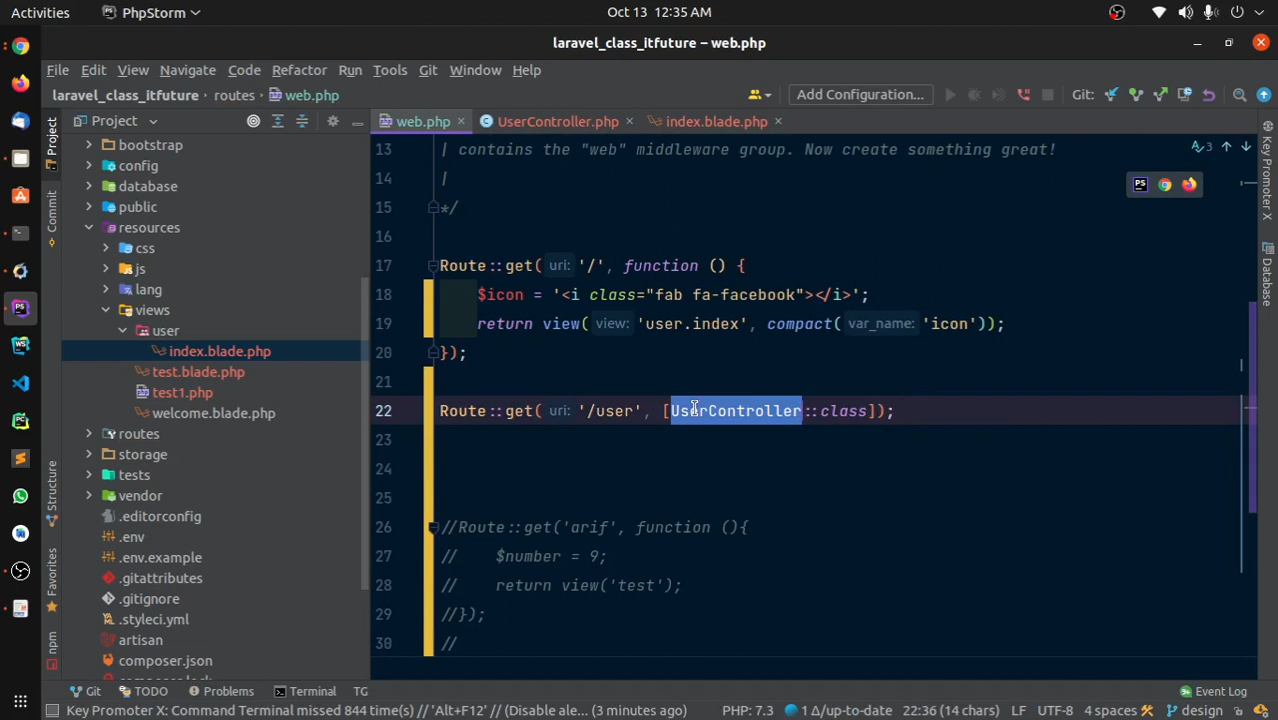 Activities
PhpStorm
Oct 13 12:35 AM
laravel_class_itfuture – web.php
File Edit View Navigate Code Refactor Run Tools Git Window Help
laravel_class_itfuture routes web.php
Add Configuration...
Git:
Project
web.php
UserController.php
index.blade.php
Project
Commit
Structure
Favorites
npm
bootstrap
config
database
public
resources
css
js
lang
views
user
index.blade.php
test.blade.php
test1.php
welcome.blade.php
routes
storage
tests
vendor
.editorconfig
.env
.env.example
.gitattributes
.gitignore
.styleci.yml
artisan
composer.json
13 | contains the "web" middleware group. Now create something great!
14 |
15 */
16
17 Route::get( uri: '/', function () {
18 $icon = '<i class="fab fa-facebook"></i>';
19 return view( view: 'user.index', compact( var_name: 'icon'));
20 });
21
22 Route::get( uri: '/user', [UserController::class]);
23
24
25
26 //Route::get('arif', function (){
27 // $number = 9;
28 // return view('test');
29 //});
30 //
3
PS
Key Promoter X
Database
Git TODO Problems Terminal TG
Event Log
Key Promoter X: Command Terminal missed 844 time(s) // 'Alt+F12' // (Disable ale... (3 minutes ago)
PHP: 7.3
1 Δ/up-to-date
22:36 (14 chars)
LF
UTF-8
4 spaces
design